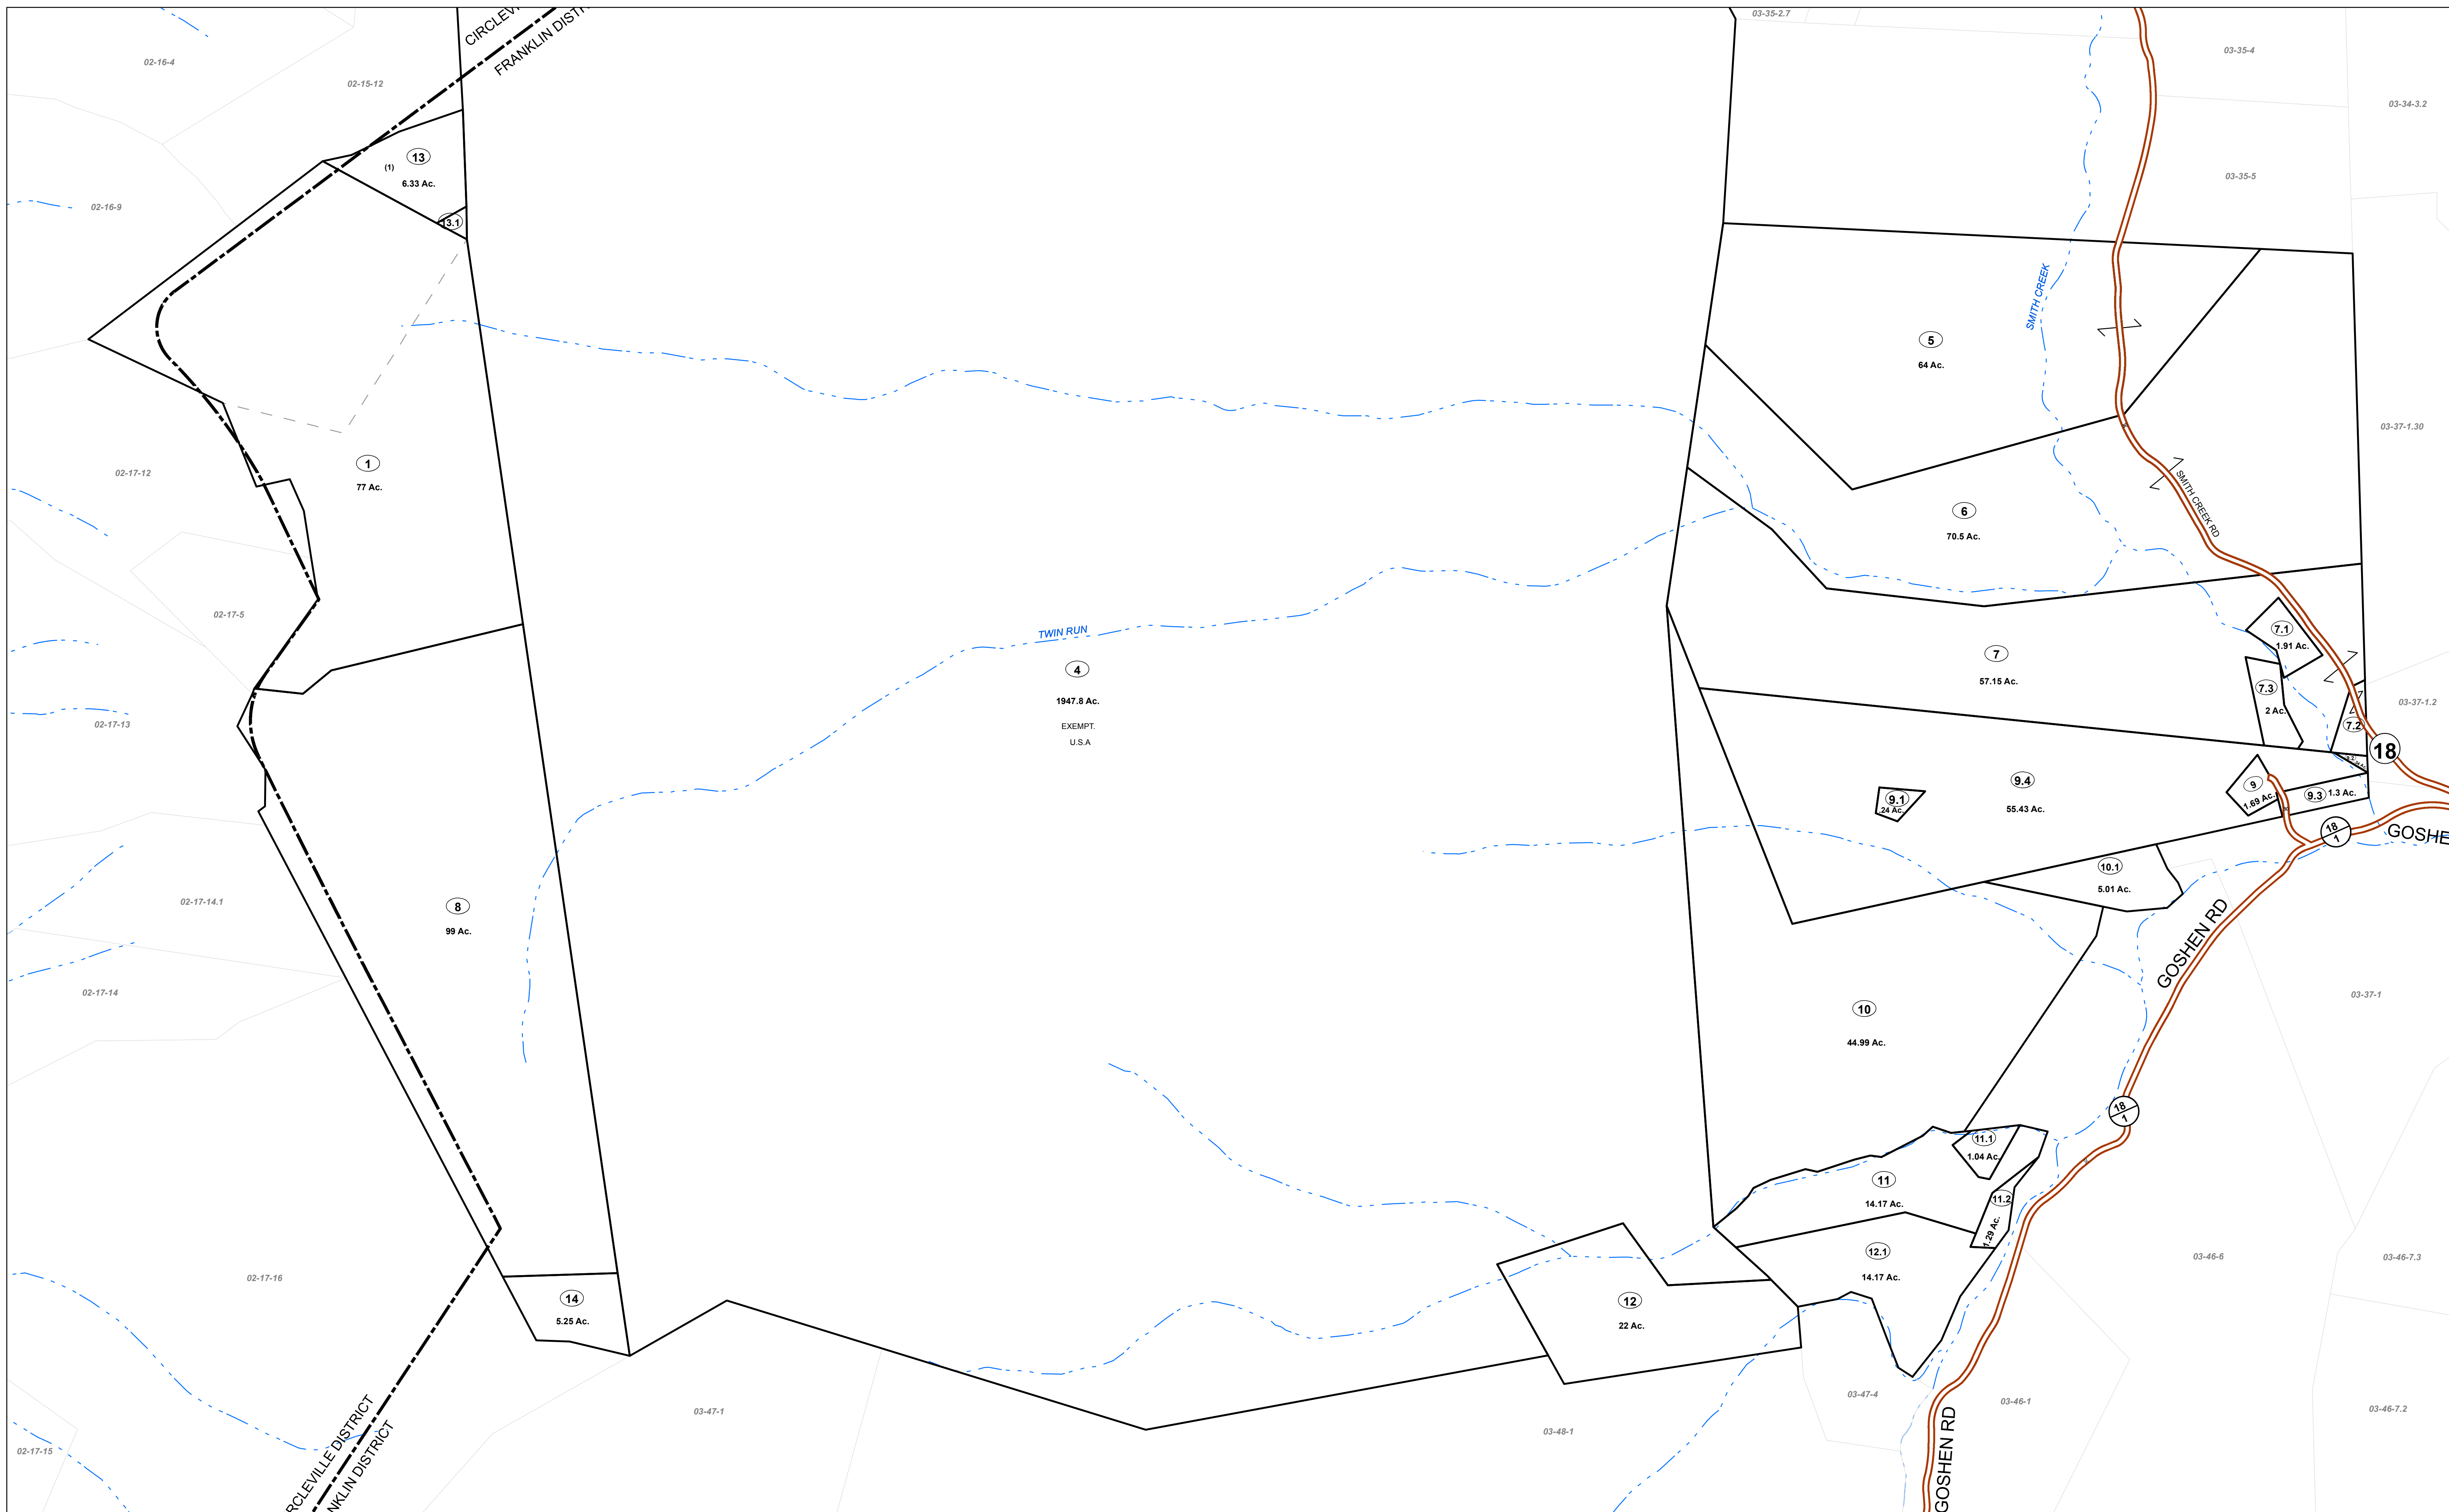 CIRCLEVI
FRANKLIN DISTR
03-35-2.7
02-16-4
02-15-12
03-35-4
03-34-3.2
13
(1)
6.33 Ac.
13.1
02-16-9
03-35-5
SMITH CREEK
5
64 Ac.
03-37-1.30
1
77 Ac.
02-17-12
SMITH CREEK RD
6
70.5 Ac.
02-17-5
TWIN RUN
4
1947.8 Ac.
EXEMPT.
U.S.A
7
57.15 Ac.
7.1
1.91 Ac.
7.3
2 Ac.
7.2
03-37-1.2
02-17-13
18
9.4
55.43 Ac.
9.1
.24 Ac.
9
1.69 Ac.
9.3 1.3 Ac.
18
1
GOSHE
10.1
5.01 Ac.
8
99 Ac.
02-17-14.1
GOSHEN RD
02-17-14
03-37-1
10
44.99 Ac.
18
1
11.1
1.04 Ac.
11
14.17 Ac.
11.2
1.29 Ac.
12.1
14.17 Ac.
03-46-6
03-46-7.3
02-17-16
14
5.25 Ac.
12
22 Ac.
03-47-4
03-46-1
03-46-7.2
03-47-1
03-48-1
02-17-15
RCLEVILLE DISTRICT
NKLIN DISTRICT
GOSHEN RD